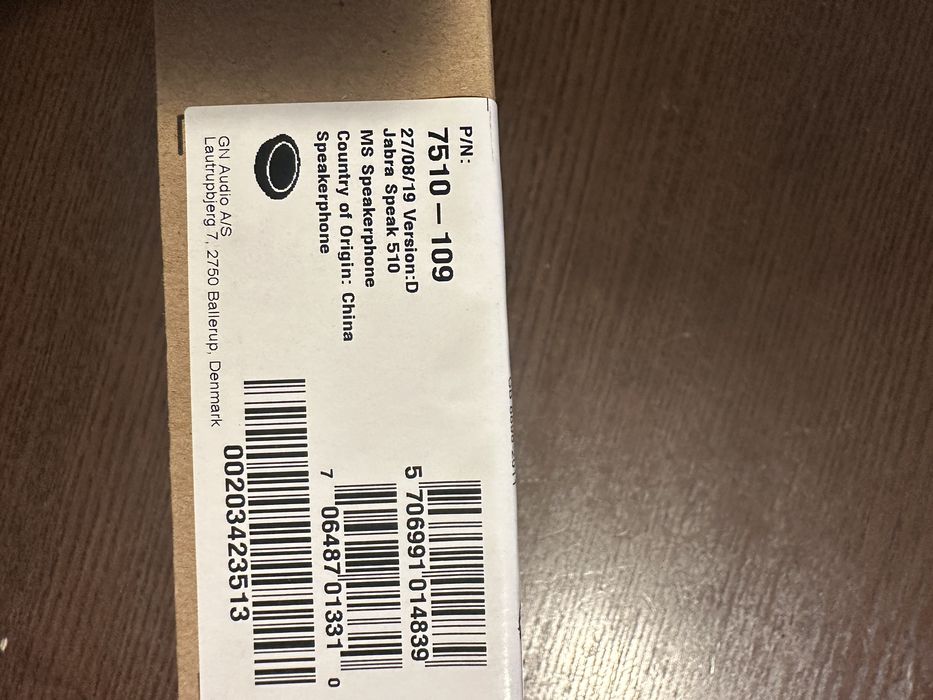 P/N:
7510 — 109
27/08/19 Version:D
Jabra Speak 510
MS Speakerphone
Country of Origin: China
Speakerphone
GN Audio A/S
Lautrupbjerg 7, 2750 Ballerup, Denmark
5 706991 014839
7 06487 01331 0
00203423513